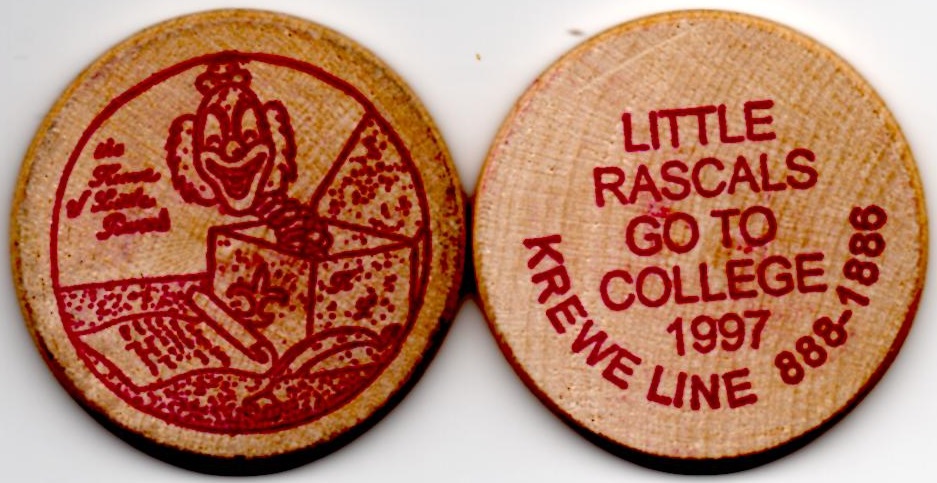 the
Krewe
of Little
Rascals
LITTLE
RASCALS
GO TO
COLLEGE
1997
KREWE LINE 888-1886